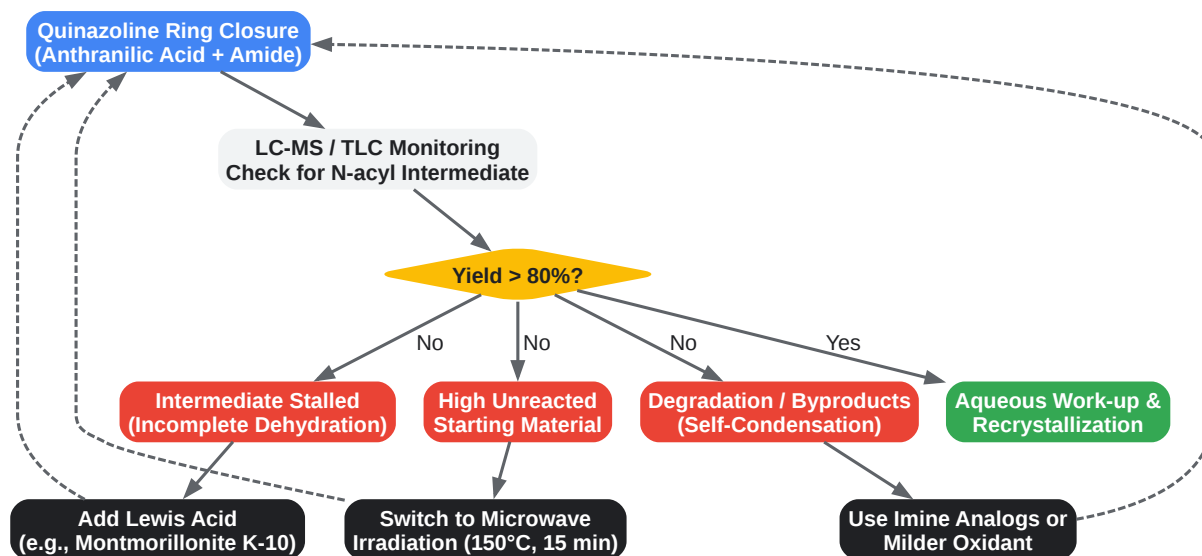 Quinazoline Ring Closure
(Anthranilic Acid + Amide)
LC-MS / TLC Monitoring
Check for N-acyl Intermediate
Yield > 80%?
No
No
No
Yes
Intermediate Stalled
(Incomplete Dehydration)
High Unreacted
Starting Material
Degradation / Byproducts
(Self-Condensation)
Aqueous Work-up &
Recrystallization
Add Lewis Acid
(e.g., Montmorillonite K-10)
Switch to Microwave
Irradiation (150°C, 15 min)
Use Imine Analogs or
Milder Oxidant